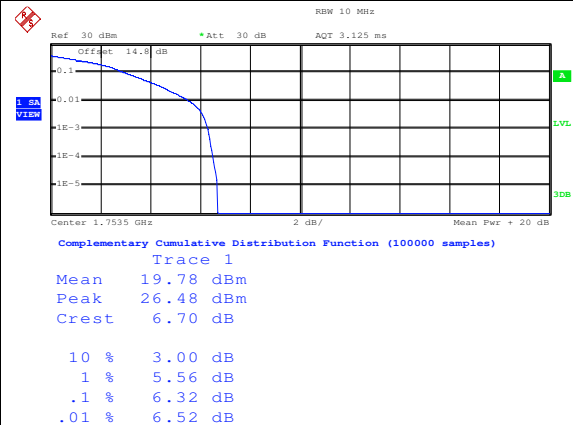 R S
RBW 10 MHz
Ref 30 dBm *Att 30 dB AQT 3.125 ms
Offset 14.8 dB
0.1
A
1 SA
VIEW
0.01
LVL
1E-3
1E-4
1E-5
3DB
Center 1.7535 GHz 2 dB/ Mean Pwr + 20 dB
Complementary Cumulative Distribution Function (100000 samples)
Trace 1
Mean 19.78 dBm
Peak 26.48 dBm
Crest 6.70 dB
10 % 3.00 dB
1 % 5.56 dB
.1 % 6.32 dB
.01 % 6.52 dB